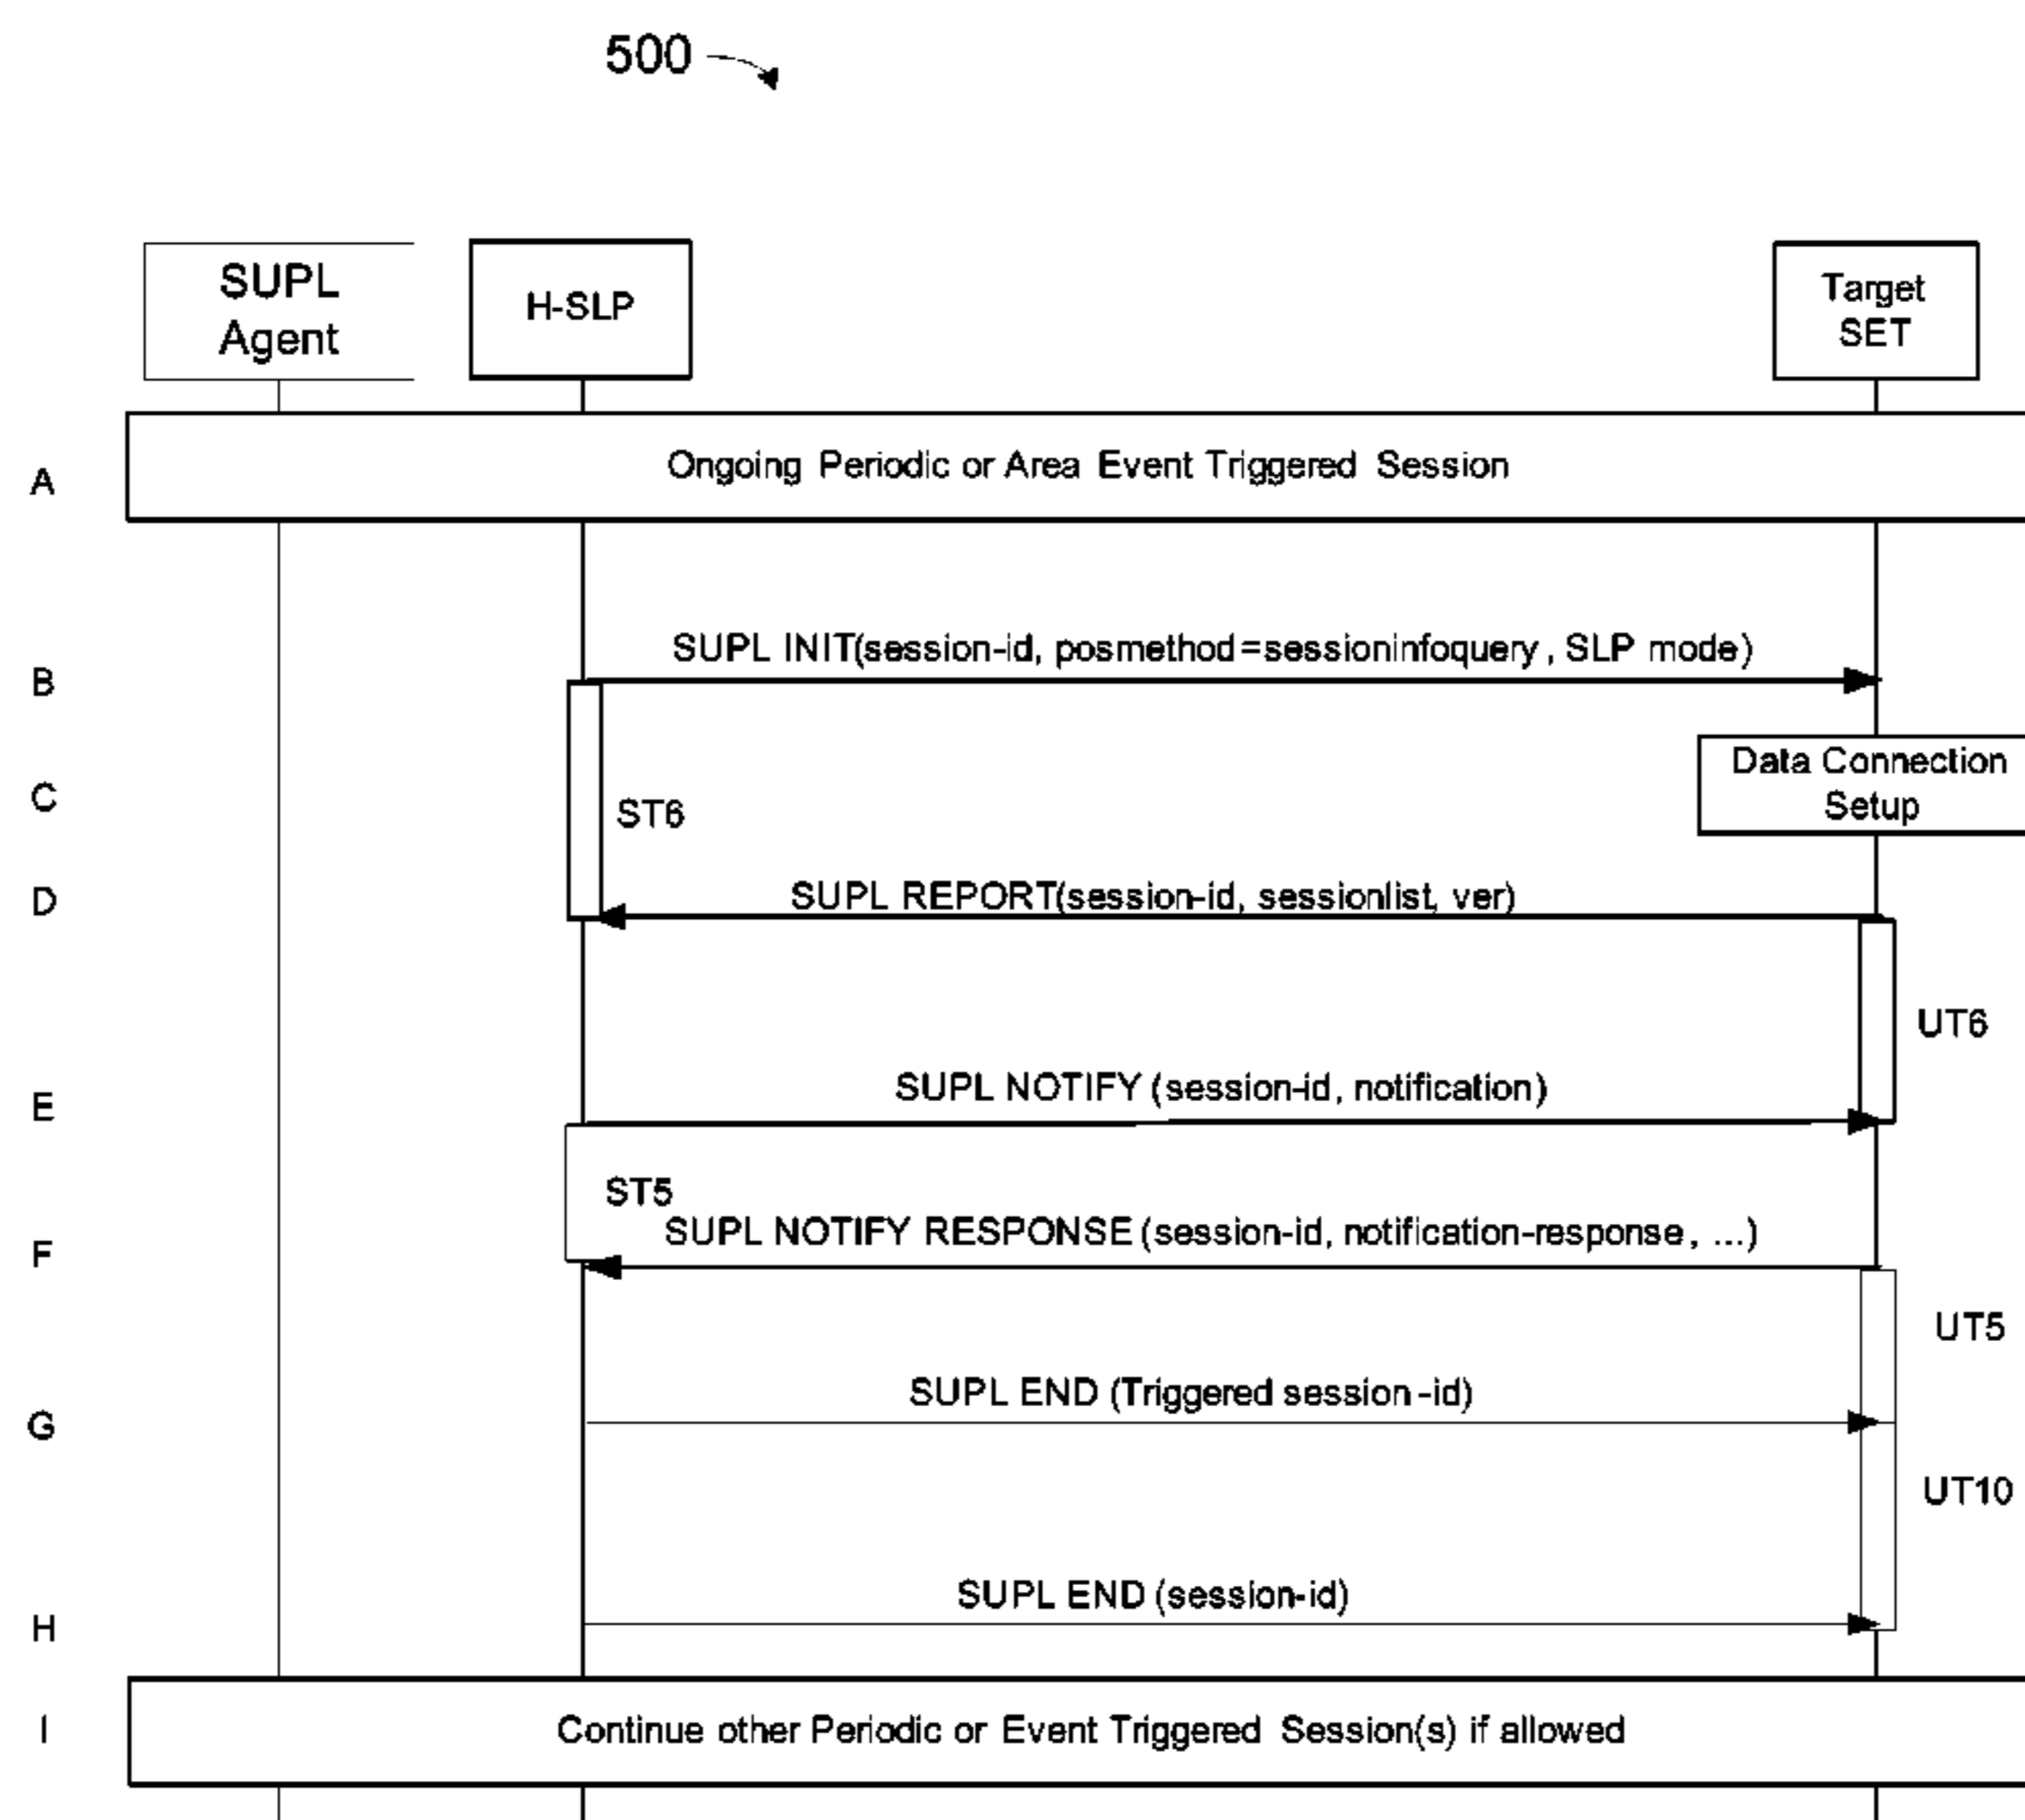 500
SUPL
Agent
H-SLP
Target
SET
A
Ongoing Periodic or Area Event Triggered Session
SUPL INIT(session-id, posmethod=sessioninfoquery, SLP mode)
B
Data Connection
Setup
C
ST6
SUPL REPORT(session-id, sessionlist, ver)
D
UT6
SUPL NOTIFY (session-id, notification)
E
ST5
SUPL NOTIFY RESPONSE (session-id, notification-response, ...)
F
UT5
SUPL END (Triggered session-id)
G
UT10
SUPL END (session-id)
H
I
Continue other Periodic or Event Triggered Session(s) if allowed